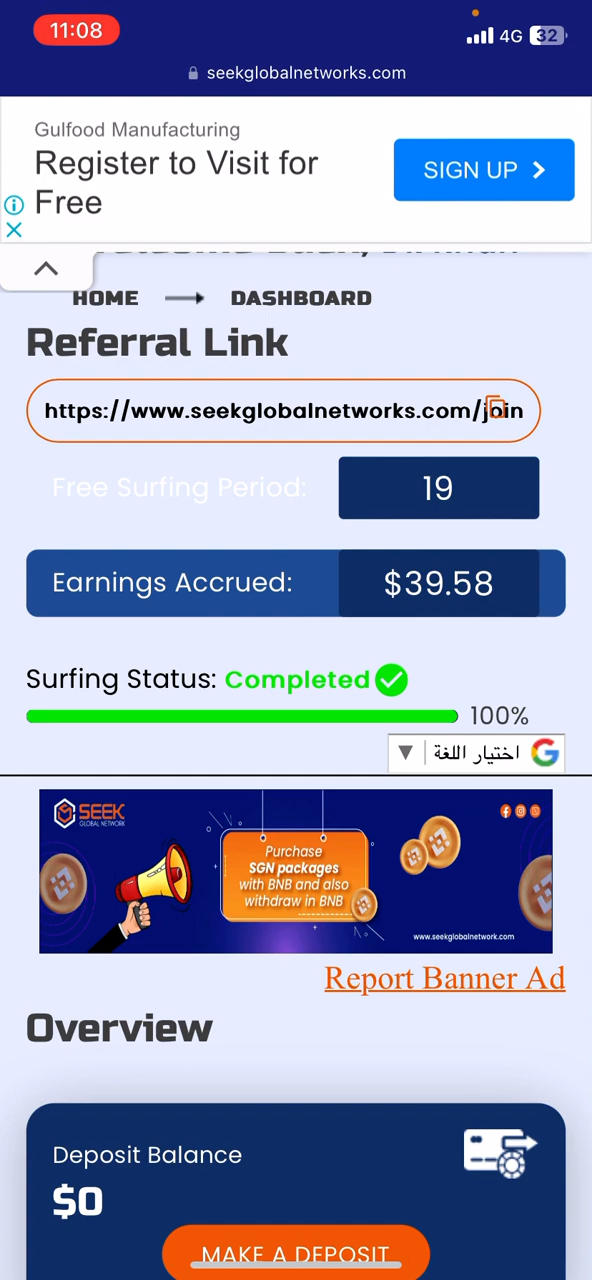 11:08
4G 32
seekglobalnetworks.com
Gulfood Manufacturing
Register to Visit for
Free
SIGN UP
HOME
DASHBOARD
Referral Link
https://www.seekglobalnetworks.com/join
Free Surfing Period:
19
Earnings Accrued:
$39.58
Surfing Status: Completed
100%
اختيار اللغة
SEEK
GLOBAL NETWORK
Purchase
SGN packages
with BNB and also
withdraw in BNB
www.seekglobalnetwork.com
Report Banner Ad
Overview
Deposit Balance
$0
MAKE A DEPOSIT